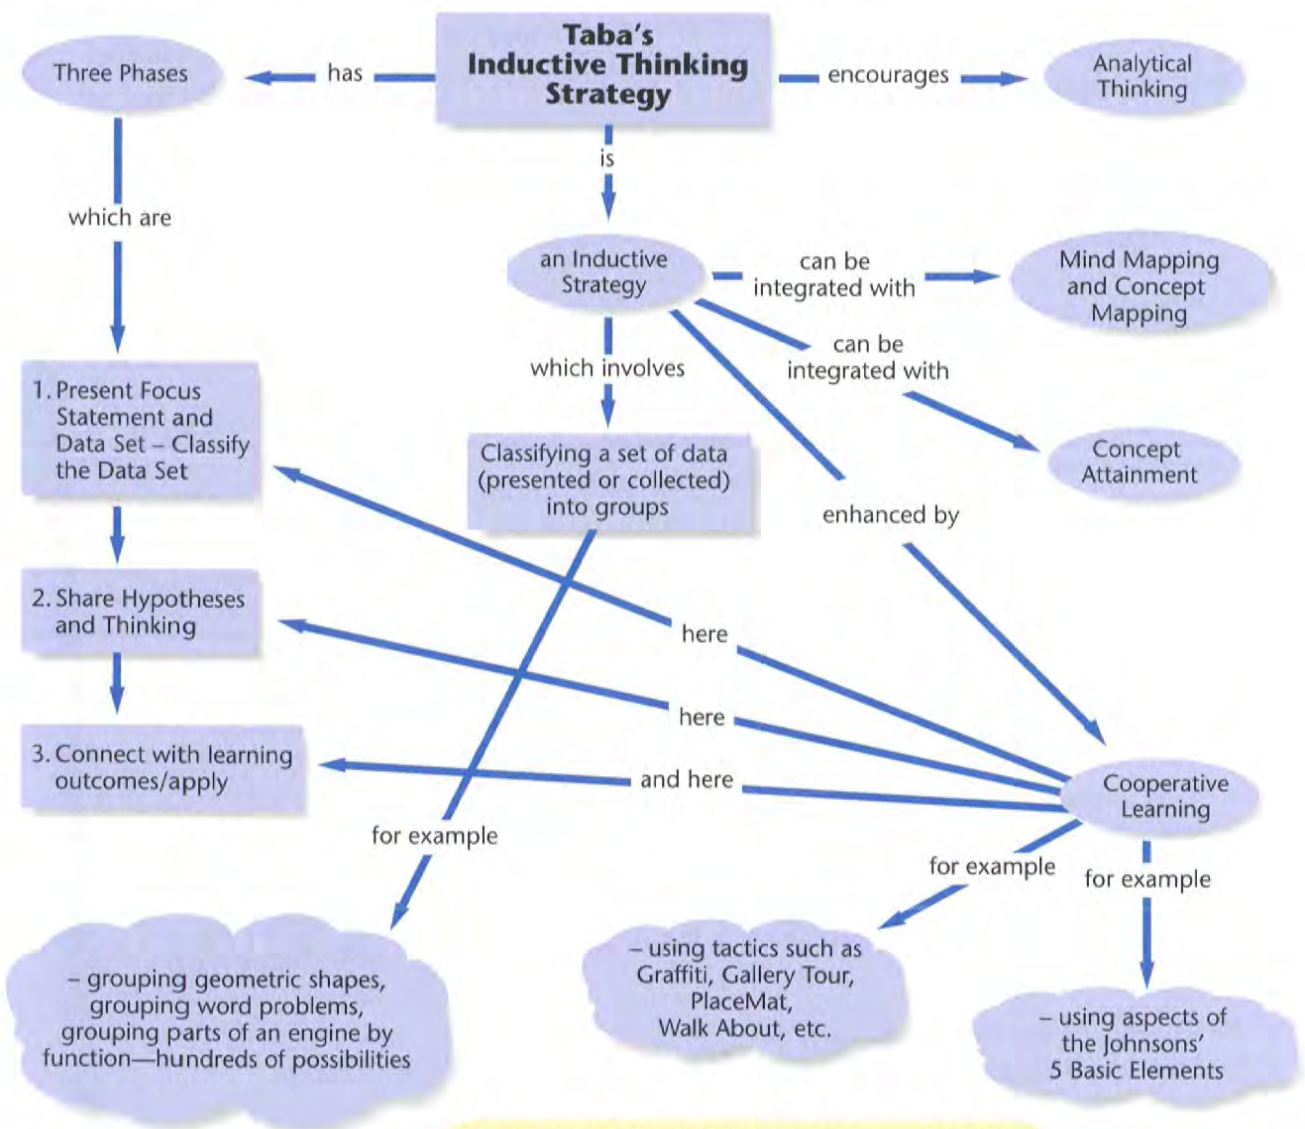 Taba's
Inductive Thinking
Strategy
has
Three Phases
encourages
Analytical
Thinking
is
which are
an Inductive
Strategy
can be
integrated with
Mind Mapping
and Concept
Mapping
can be
integrated with
Concept
Attainment
which involves
Classifying a set of data
(presented or collected)
into groups
enhanced by
1. Present Focus
Statement and
Data Set – Classify
the Data Set
2. Share Hypotheses
and Thinking
3. Connect with learning
outcomes/apply
here
here
and here
Cooperative
Learning
for example
for example
for example
– grouping geometric shapes,
grouping word problems,
grouping parts of an engine by
function—hundreds of possibilities
– using tactics such as
Graffiti, Gallery Tour,
PlaceMat,
Walk About, etc.
– using aspects of
the Johnsons'
5 Basic Elements